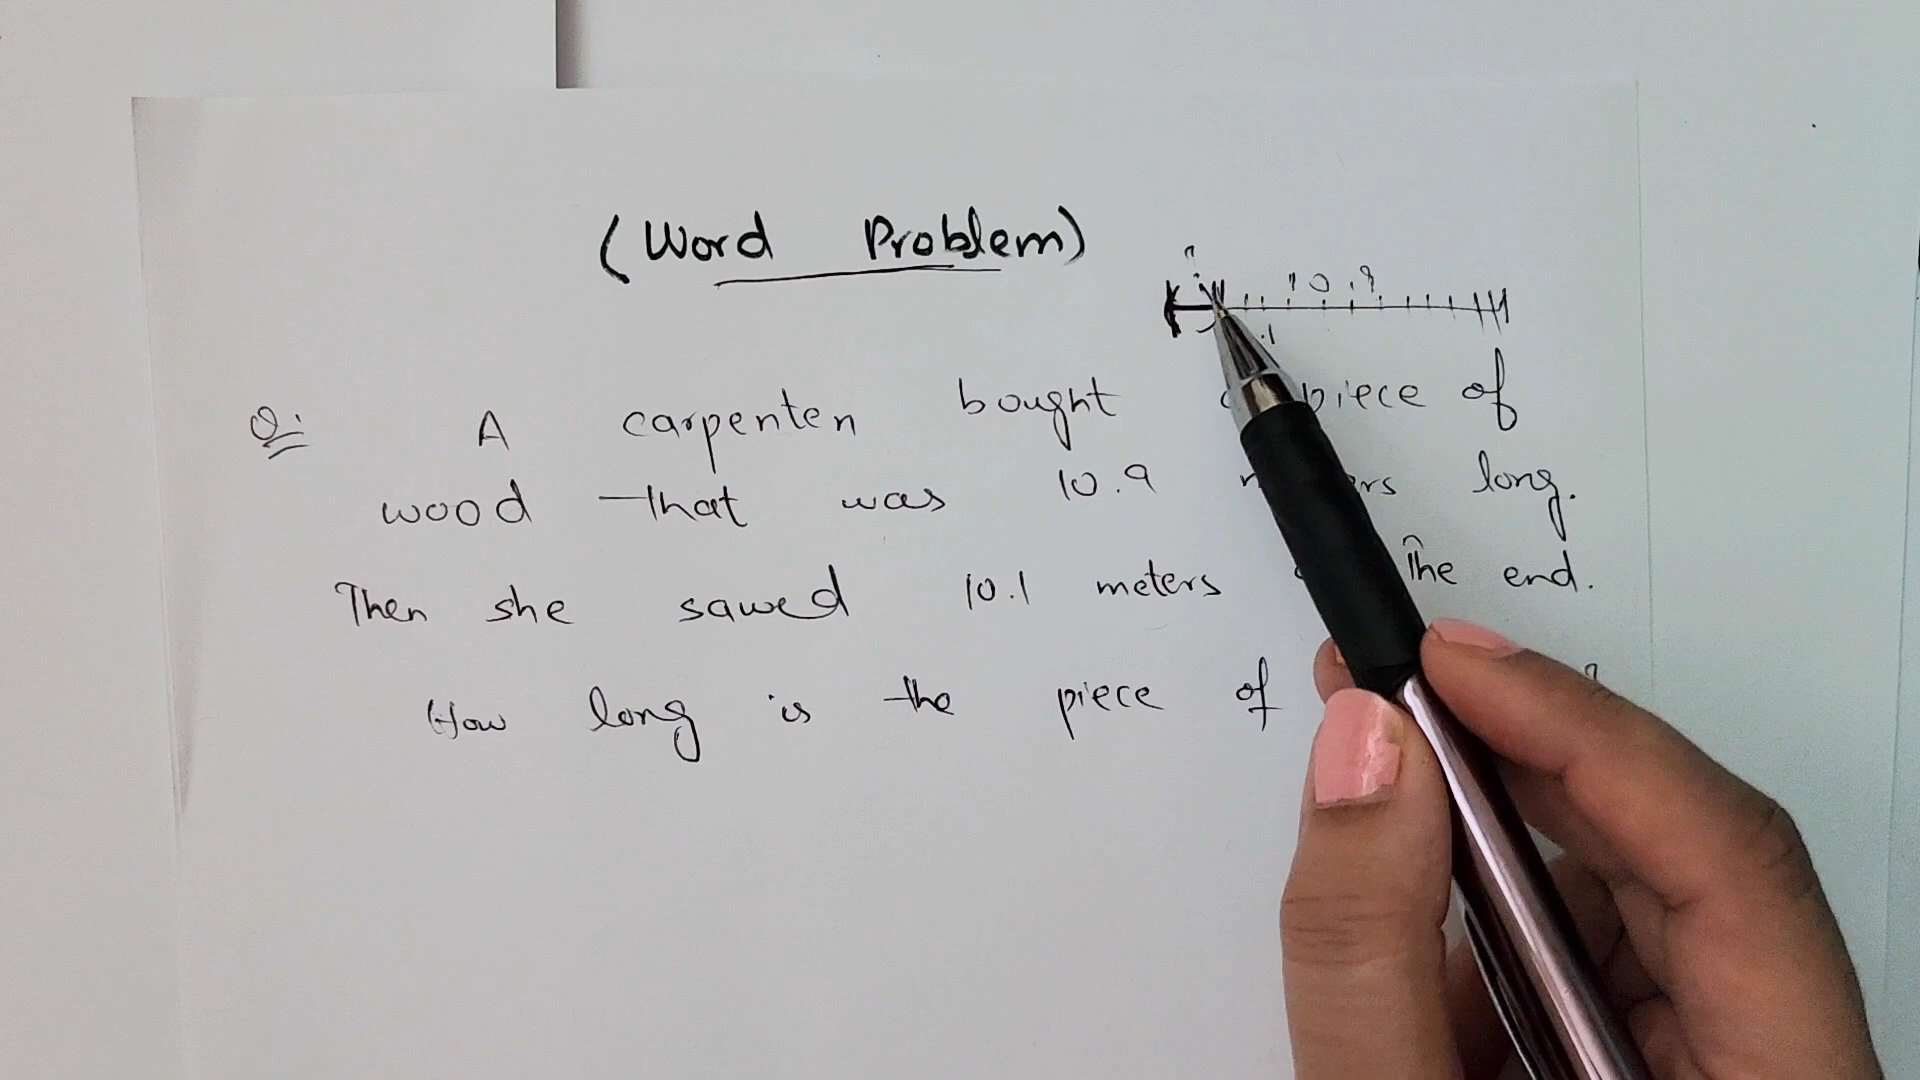 (Word Problem)
10.9
.1
Q: A carpenten bought piece of
wood that was 10.9 long.
Then she sawed 10.1 meters The end.
How long is the piece of ?